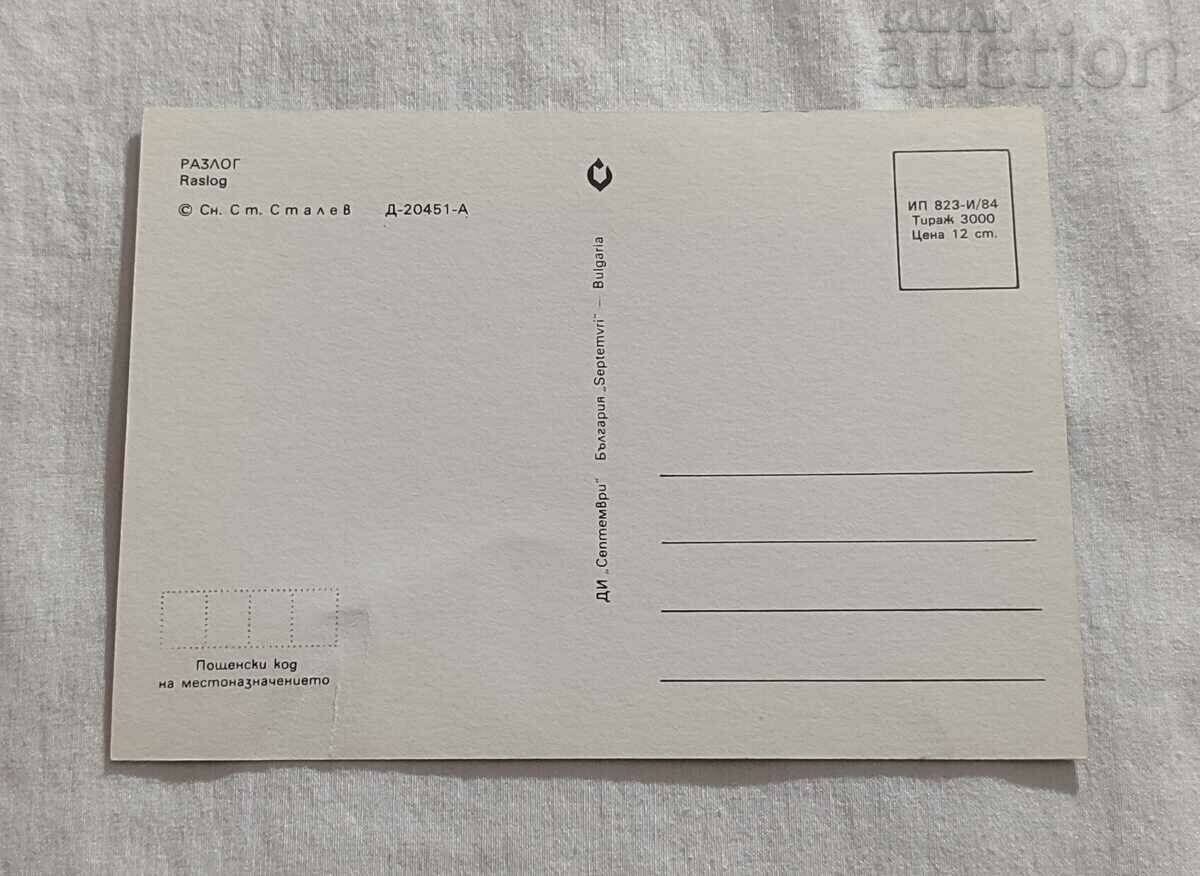 BALKAN
auction
РАЗЛОГ
Raslog
© Сн. Ст. Сталев Д-20451-А
ДИ „Септември" България „Septemvri" – Bulgaria
ИП 823-И/84
Тираж 3000
Цена 12 ст.
Пощенски код
на местоназначението